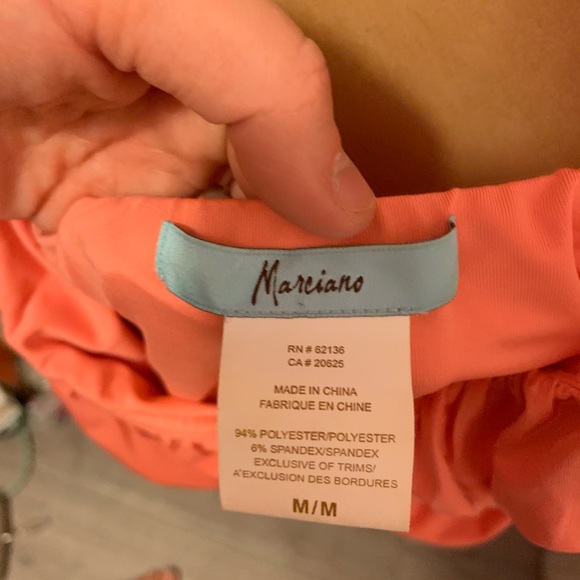 Marciano
RN # 62136
CA # 20625
MADE IN CHINA
FABRIQUE EN CHINE
94% POLYESTER/POLYESTER
6% SPANDEX/SPANDEX
EXCLUSIVE OF TRIMS/
A'EXCLUSION DES BORDURES
M/M